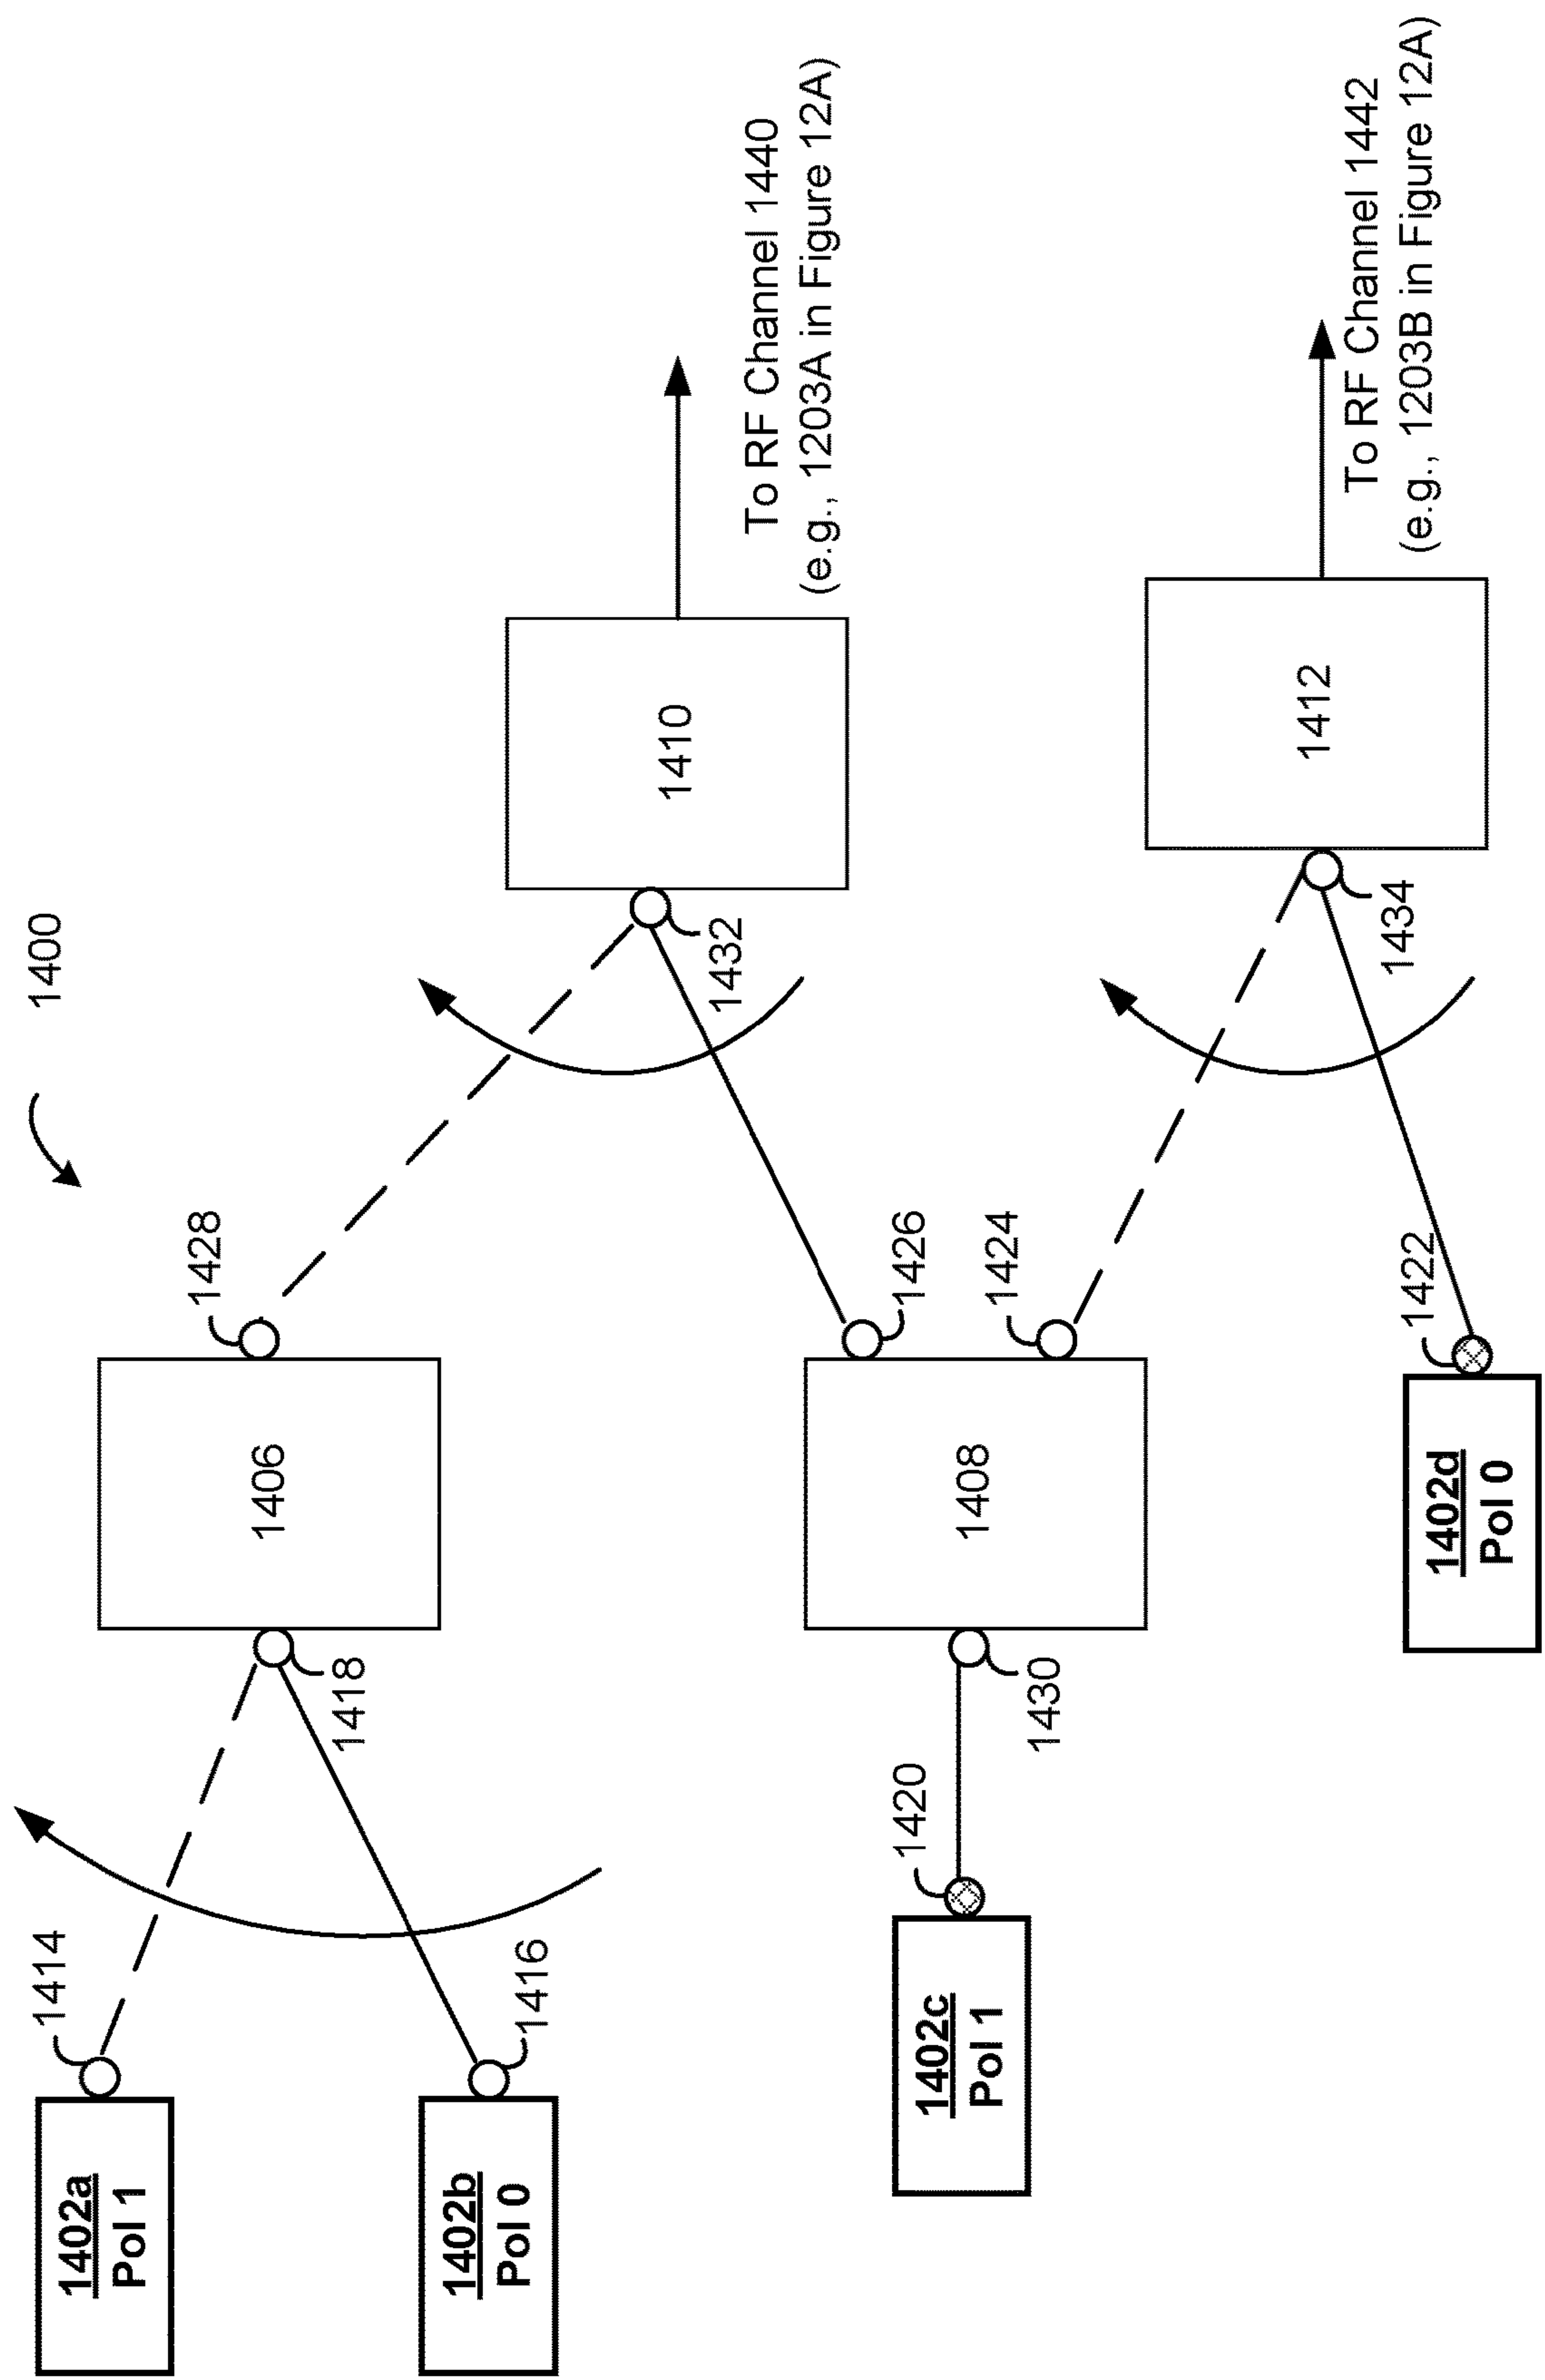 1400
1402a
Pol 1
1414
1418
1406
1428
1402b
Pol 0
1416
1432
1410
To RF Channel 1440
(e.g., 1203A in Figure 12A)
1402c
Pol 1
1420
1430
1408
1426
1424
1402d
Pol 0
1422
1434
1412
To RF Channel 1442
(e.g., 1203B in Figure 12A)